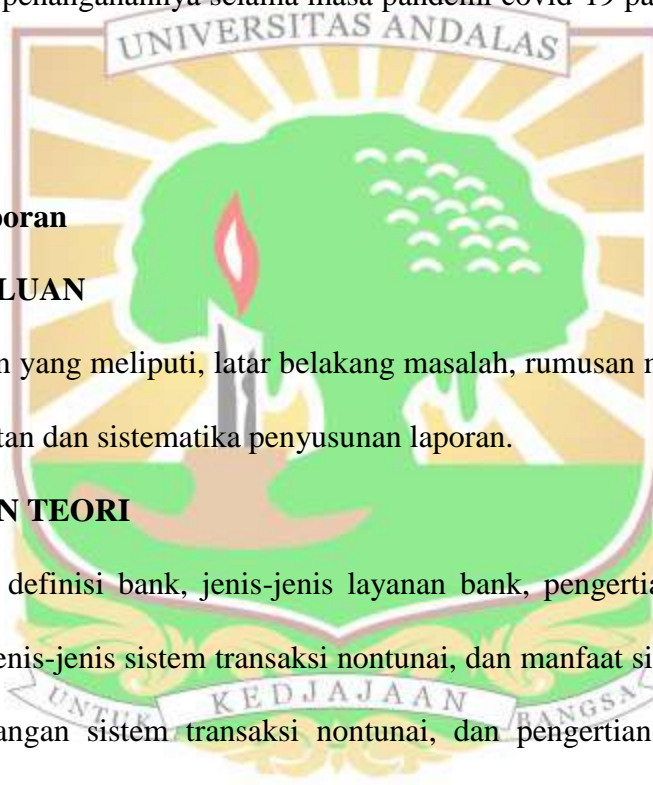 penanganannya selama masa pandemi covid 19 pa
UNIVERSITAS ANDALAS
poran
LUAN
n yang meliputi, latar belakang masalah, rumusan
tan dan sistematika penyusunan laporan.
N TEORI
definisi bank, jenis-jenis layanan bank, pengertia
enis-jenis sistem transaksi nontunai, dan manfaat si
UNTUK KEDJAJAAN BANGSA
angan sistem transaksi nontunai, dan pengertian